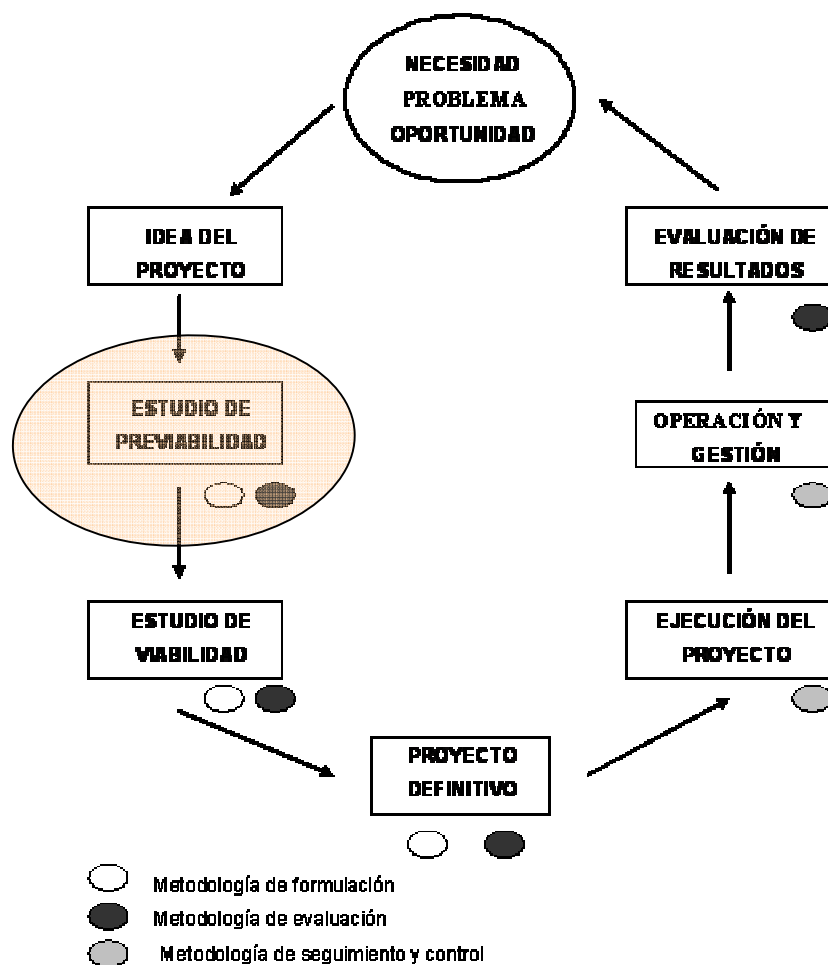 NECESIDAD
PROBLEMA
OPORTUNIDAD
IDEA DEL
PROYECTO
EVALUACIÓN DE
RESULTADOS
ESTUDIO DE
PREVIABILIDAD
OPERACIÓN Y
GESTIÓN
ESTUDIO DE
VIABILIDAD
EJECUCIÓN DEL
PROYECTO
PROYECTO
DEFINITIVO
Metodología de formulación
Metodología de evaluación
Metodología de seguimiento y control